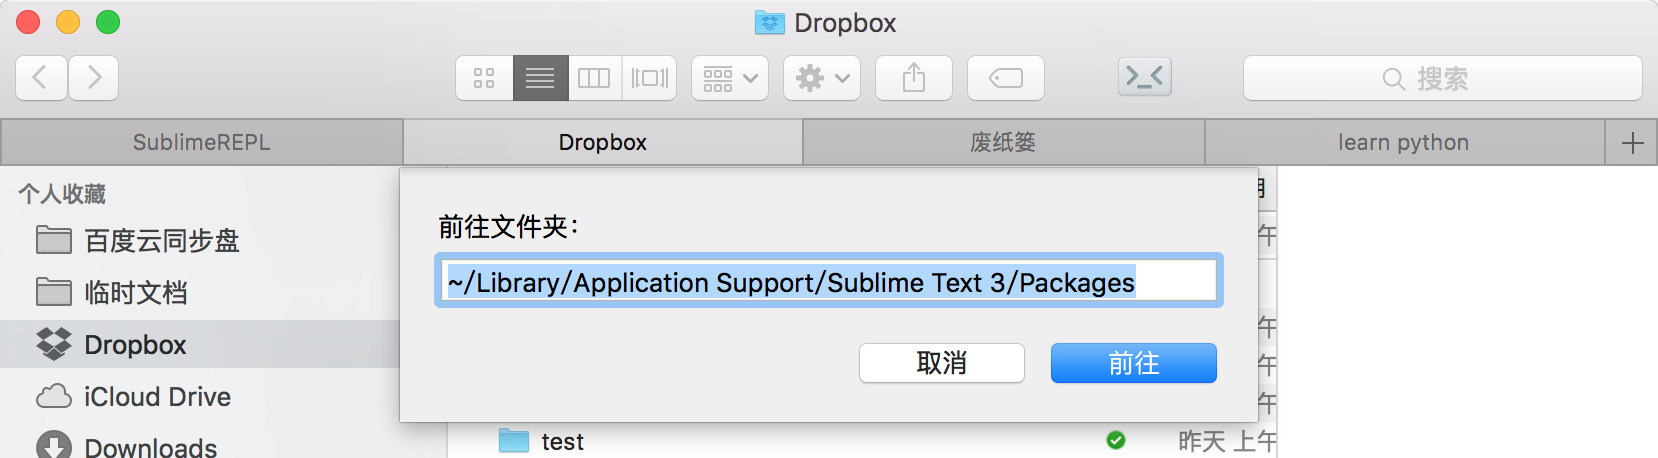 Dropbox
搜索
SublimeREPL
Dropbox
废纸篓
learn python
个人收藏
百度云同步盘
临时文档
Dropbox
iCloud Drive
Downloads
前往文件夹：
~/Library/Application Support/Sublime Text 3/Packages
取消
前往
test
昨天 上午